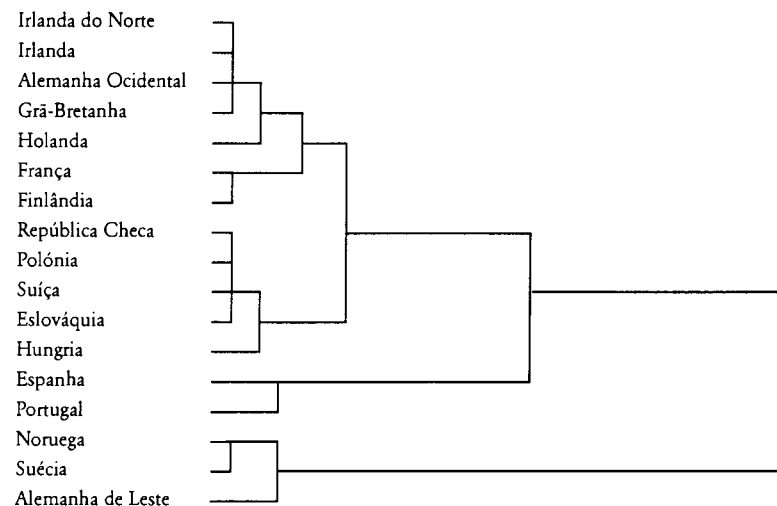 Irlanda do Norte
Irlanda
Alemanha Ocidental
Grã-Bretanha
Holanda
França
Finlândia
República Checa
Polónia
Suíça
Eslováquia
Hungria
Espanha
Portugal
Noruega
Suécia
Alemanha de Leste